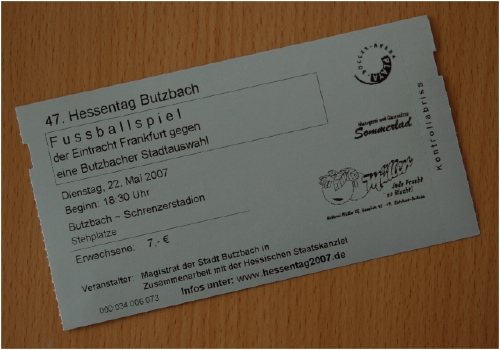 47. Hessentag Butzbach
Fussballspiel
der Eintracht Frankfurt gegen
eine Butzbacher Stadtauswahl
Dienstag, 22. Mai 2007
Beginn: 18.30 Uhr
Butzbach - Schrenzerstadion
Stehplätze
Erwachsene: 7,- €
Veranstalter: Magistrat der Stadt Butzbach in
Zusammenarbeit mit der Hessischen Staatskanzlei
000 034 006 073
Infos unter: www.hessentag2007.de
Sommerlad
Müller
Kontrollabriss